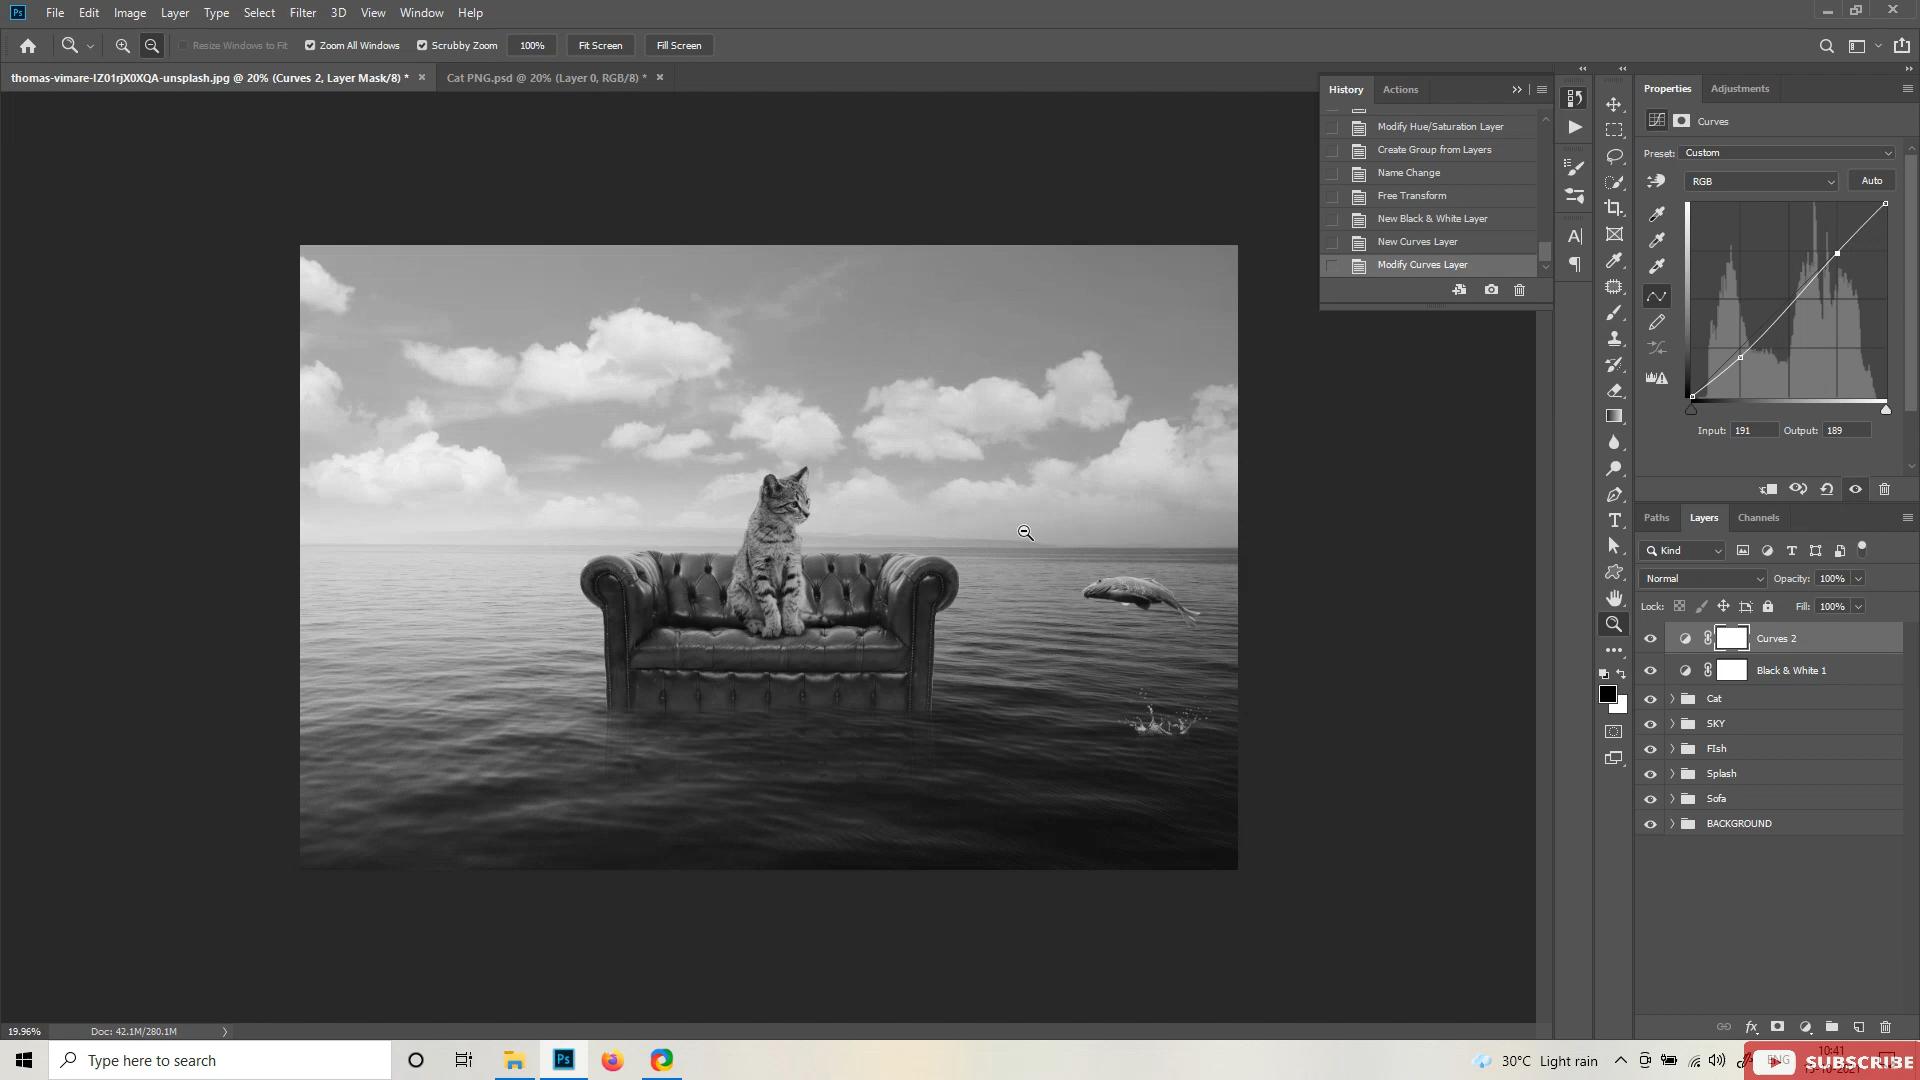 Ps File Edit Image Layer Type Select Filter 3D View Window Help
Resize Windows to Fit Zoom All Windows Scrubby Zoom 100% Fit Screen Fill Screen
thomas-vimare-IZ01rjX0XQA-unsplash.jpg @ 20% (Curves 2, Layer Mask/8) * Cat PNG.psd @ 20% (Layer 0, RGB/8) *
History Actions
Modify Hue/Saturation Layer
Create Group from Layers
Name Change
Free Transform
New Black & White Layer
New Curves Layer
Modify Curves Layer
Properties Adjustments
Curves
Preset: Custom
RGB Auto
Input: 191 Output: 189
Paths Layers Channels
Kind
Normal Opacity: 100%
Lock: Fill: 100%
Curves 2
Black & White 1
Cat
SKY
FIsh
Splash
Sofa
BACKGROUND
19.96% Doc: 42.1M/280.1M
Type here to search
Ps
30°C Light rain
ENG
10:41
SUBSCRIBE